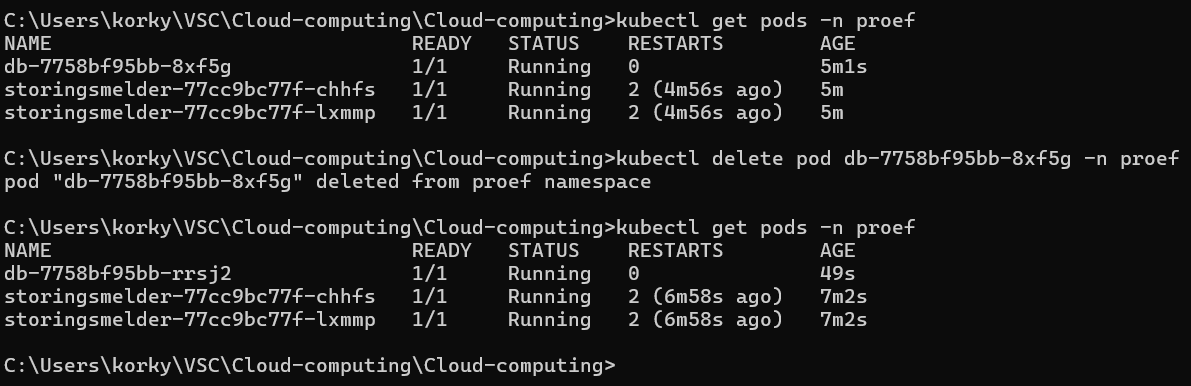 C:\Users\korky\VSC\Cloud-computing\Cloud-computing>kubectl get pods -n proef
NAME READY STATUS RESTARTS AGE
db-7758bf95bb-8xf5g 1/1 Running 0 5m1s
storingsmelder-77cc9bc77f-chhfs 1/1 Running 2 (4m56s ago) 5m
storingsmelder-77cc9bc77f-lxmmp 1/1 Running 2 (4m56s ago) 5m
C:\Users\korky\VSC\Cloud-computing\Cloud-computing>kubectl delete pod db-7758bf95bb-8xf5g -n proef
pod "db-7758bf95bb-8xf5g" deleted from proef namespace
C:\Users\korky\VSC\Cloud-computing\Cloud-computing>kubectl get pods -n proef
NAME READY STATUS RESTARTS AGE
db-7758bf95bb-rrsj2 1/1 Running 0 49s
storingsmelder-77cc9bc77f-chhfs 1/1 Running 2 (6m58s ago) 7m2s
storingsmelder-77cc9bc77f-lxmmp 1/1 Running 2 (6m58s ago) 7m2s
C:\Users\korky\VSC\Cloud-computing\Cloud-computing>